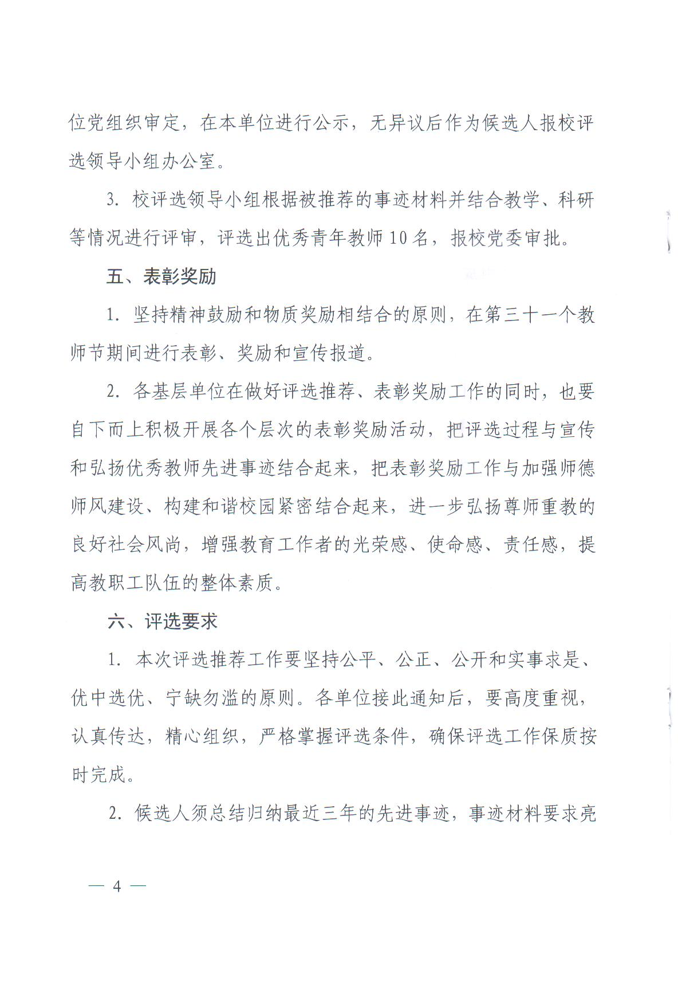 位党组织审定，在本单位进行公示，无异议后作为候选人报校评
选领导小组办公室。
3. 校评选领导小组根据被推荐的事迹材料并结合教学、科研
等情况进行评审，评选出优秀青年教师 10 名，报校党委审批。
五、表彰奖励
1. 坚持精神鼓励和物质奖励相结合的原则，在第三十一个教
师节期间进行表彰、奖励和宣传报道。
2. 各基层单位在做好评选推荐、表彰奖励工作的同时，也要
自下而上积极开展各个层次的表彰奖励活动，把评选过程与宣传
和弘扬优秀教师先进事迹结合起来，把表彰奖励工作与加强师德
师风建设、构建和谐校园紧密结合起来，进一步弘扬尊师重教的
良好社会风尚，增强教育工作者的光荣感、使命感、责任感，提
高教职工队伍的整体素质。
六、评选要求
1. 本次评选推荐工作要坚持公平、公正、公开和实事求是、
优中选优、宁缺勿滥的原则。各单位接此通知后，要高度重视，
认真传达，精心组织，严格掌握评选条件，确保评选工作保质按
时完成。
2. 候选人须总结归纳最近三年的先进事迹，事迹材料要求亮
— 4 —